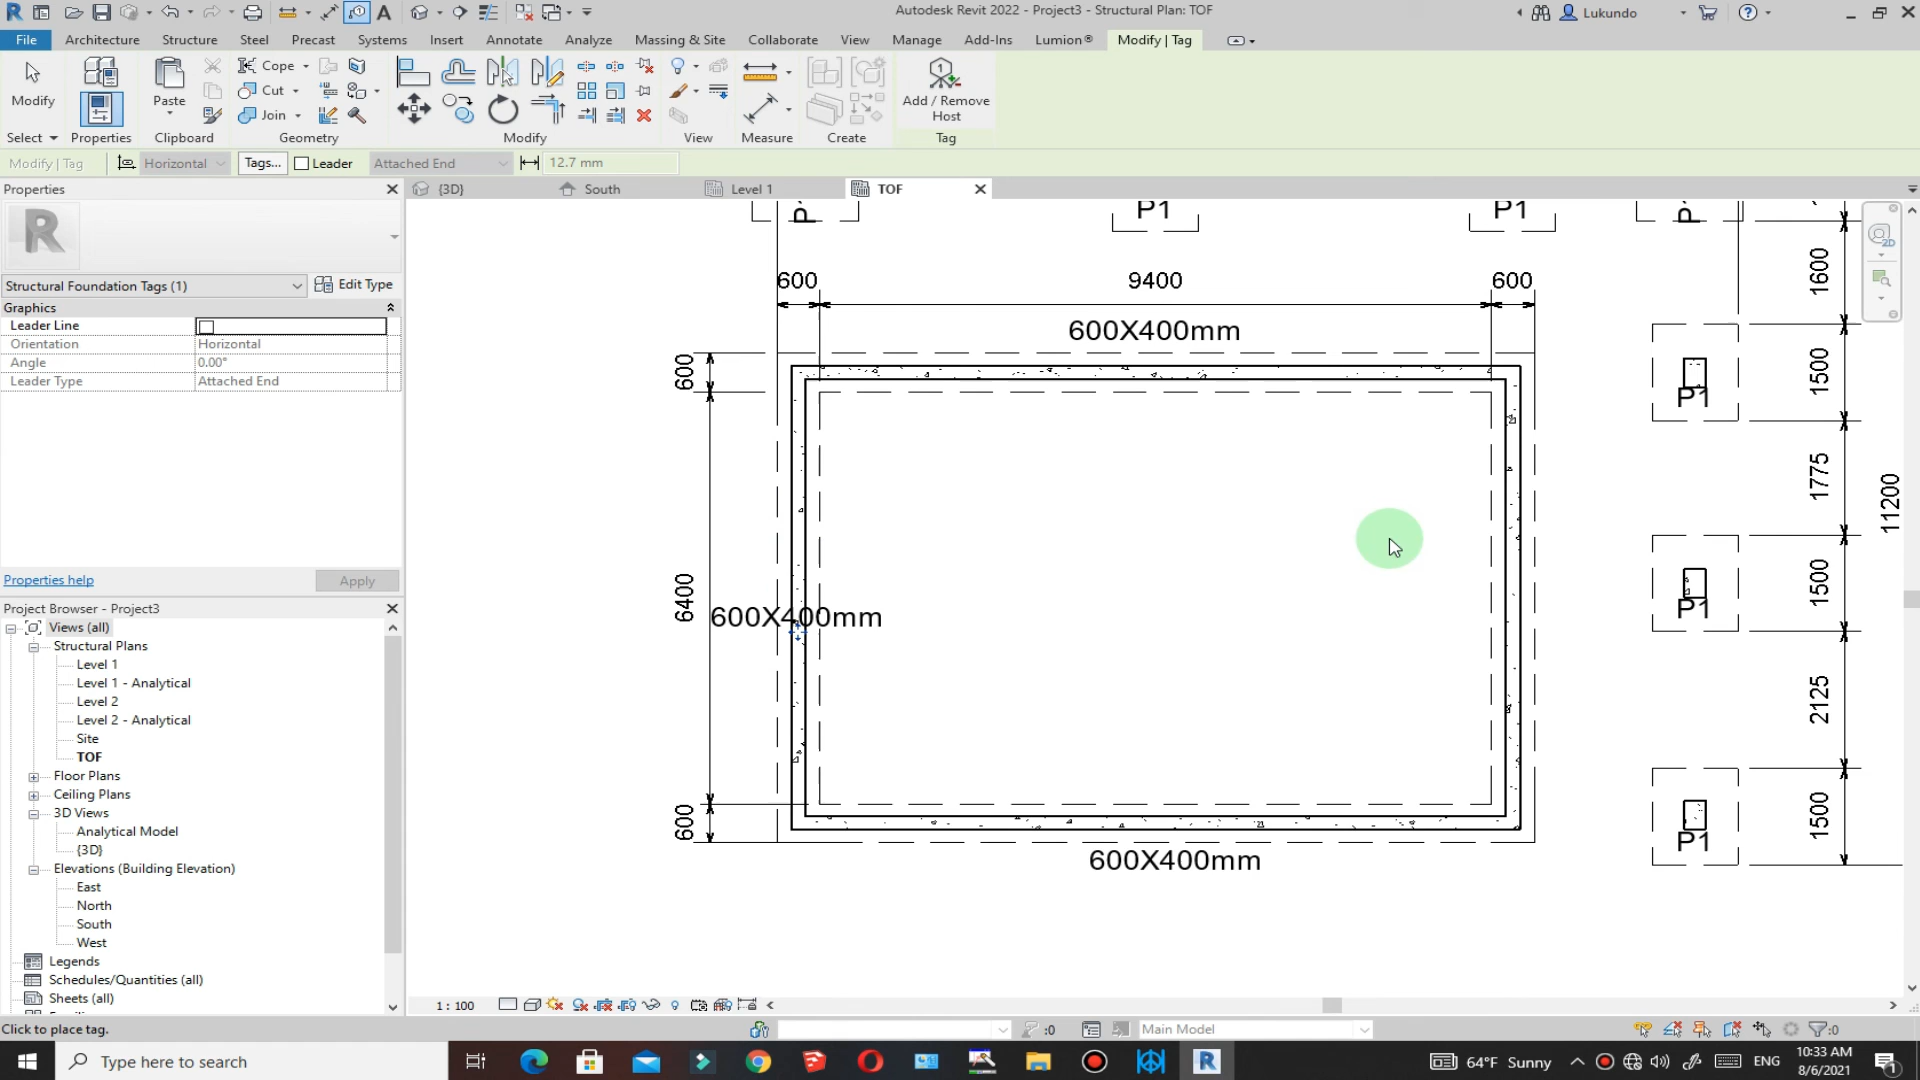 Autodesk Revit 2022 - Project3 - Structural Plan: TOF
Lukundo
File Architecture Structure Steel Precast Systems Insert Annotate Analyze Massing & Site Collaborate View Manage Add-Ins Lumion® Modify | Tag
Modify
Paste
Cope
Cut
Join
Add / Remove
Host
Select Properties Clipboard Geometry Modify View Measure Create Tag
Modify | Tag Horizontal Tags... Leader Attached End 12.7 mm
Properties
{3D} South Level 1 TOF
Structural Foundation Tags (1) Edit Type
Graphics
Leader Line
Orientation Horizontal
Angle 0.00°
Leader Type Attached End
Properties help Apply
Project Browser - Project3
Views (all)
Structural Plans
Level 1
Level 1 - Analytical
Level 2
Level 2 - Analytical
Site
TOF
Floor Plans
Ceiling Plans
3D Views
Analytical Model
{3D}
Elevations (Building Elevation)
East
North
South
West
Legends
Schedules/Quantities (all)
Sheets (all)
P1 P1
600 9400 600
600X400mm
600
6400
600X400mm
600
600X400mm
P1
P1
P1
1600
1500
1775
1500
2125
1500
11200
2D
1 : 100
Click to place tag.
:0
Main Model
:0
Type here to search
64°F Sunny
ENG
10:33 AM
8/6/2021
1